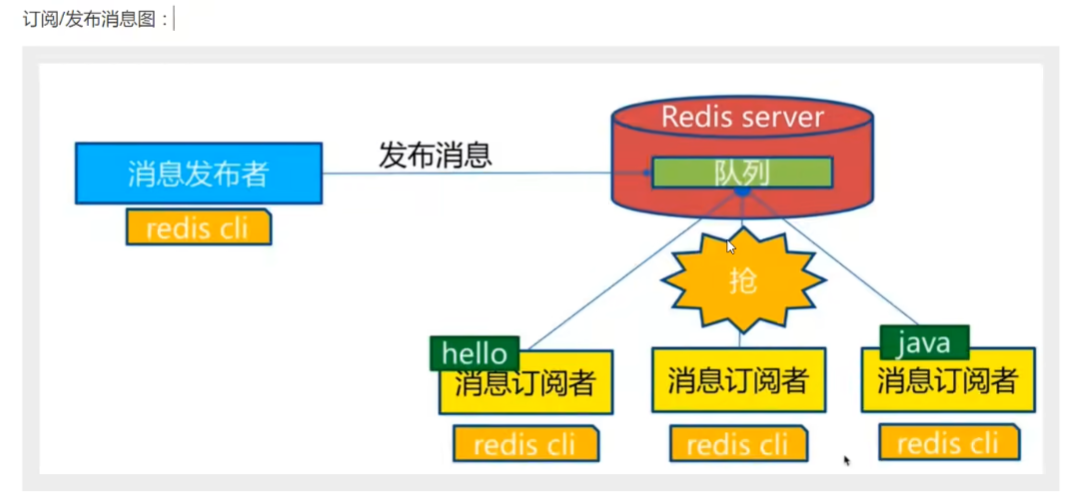 订阅/发布消息图：
Redis server
发布消息
队列
消息发布者
redis cli
抢
hello
java
消息订阅者
消息订阅者
消息订阅者
redis cli
redis cli
redis cli